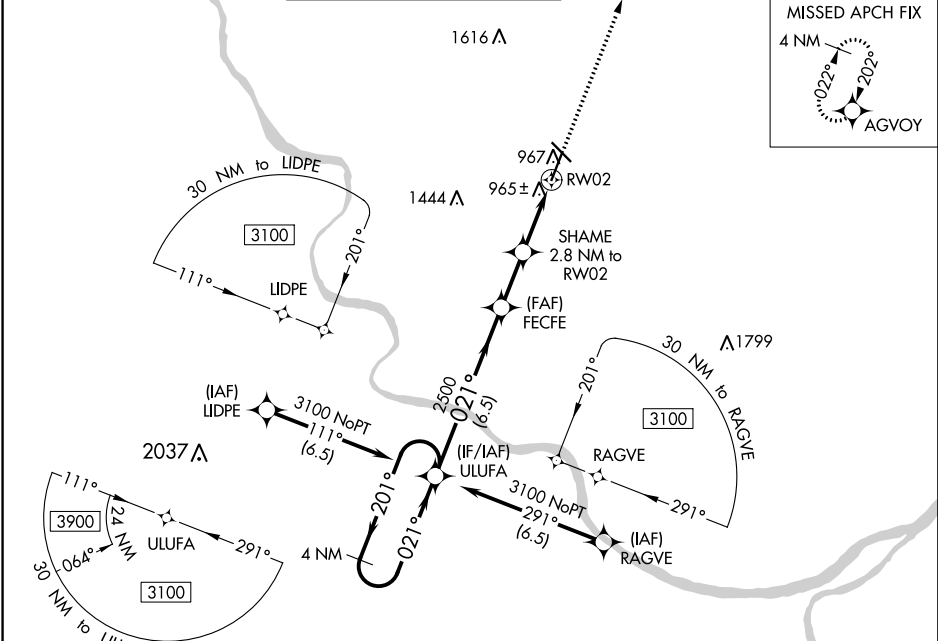 1616
MISSED APCH FIX
4 NM
022°
202°
AGVOY
967
RW02
965±
1444
30 NM to LIDPE
3100
201°
111°
LIDPE
SHAME
2.8 NM to
RW02
(FAF)
FECFE
1799
30 NM to RAGVE
201°
3100
RAGVE
291°
(IAF)
LIDPE
3100 NoPT
111°
(6.5)
2500
021°
(6.5)
(IF/IAF)
ULUFA
2037
201°
021°
4 NM
3100 NoPT
291°
(6.5)
(IAF)
RAGVE
111°
3900
24 NM
064°
ULUFA
291°
3100
30 NM to